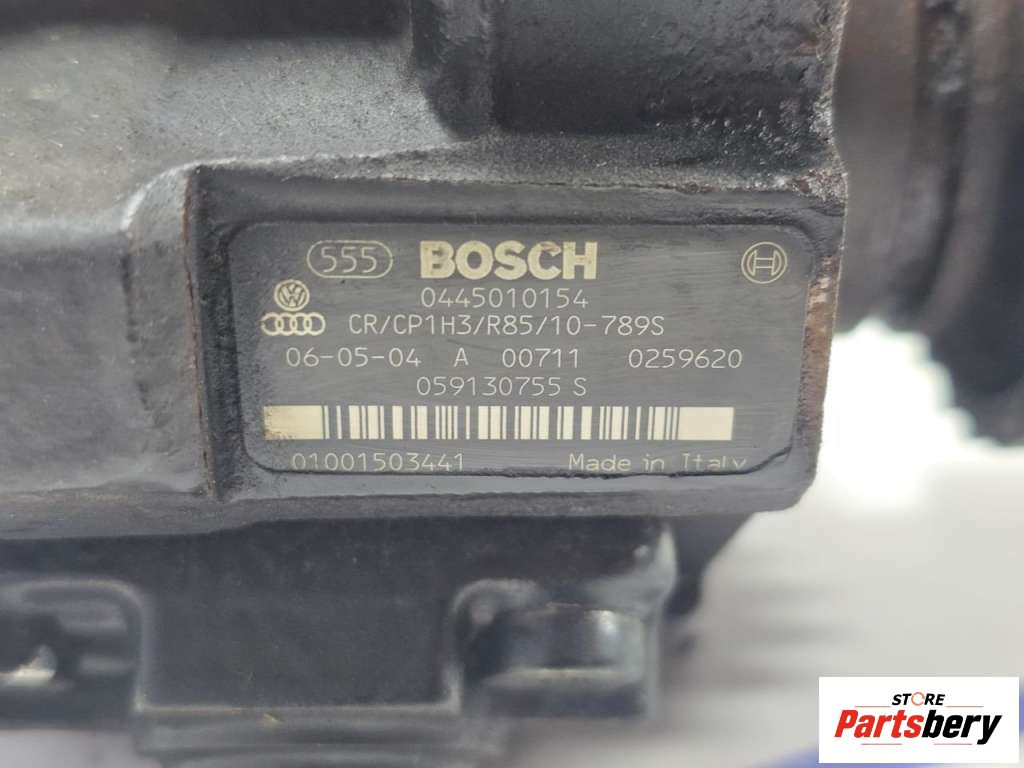 555 BOSCH
0445010154
CR/CP1H3/R85/10-789S
06-05-04 A 00711 0259620
059130755 S
01001503441 Made in Italy
STORE
Partsbery